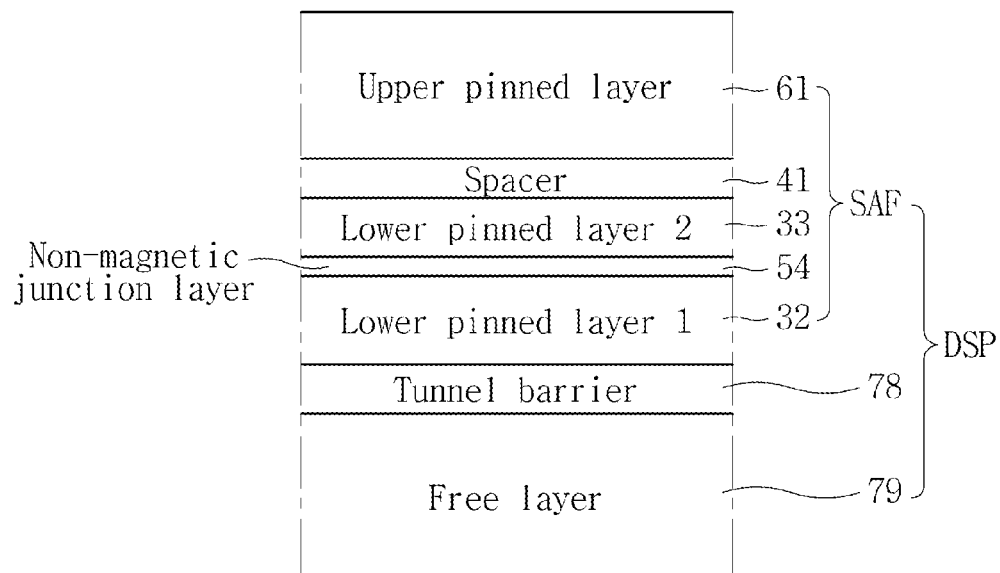 Upper pinned layer 61
Spacer 41
SAF
Lower pinned layer 2 33
Non-magnetic
junction layer
54
Lower pinned layer 1 32
DSP
Tunnel barrier 78
Free layer 79